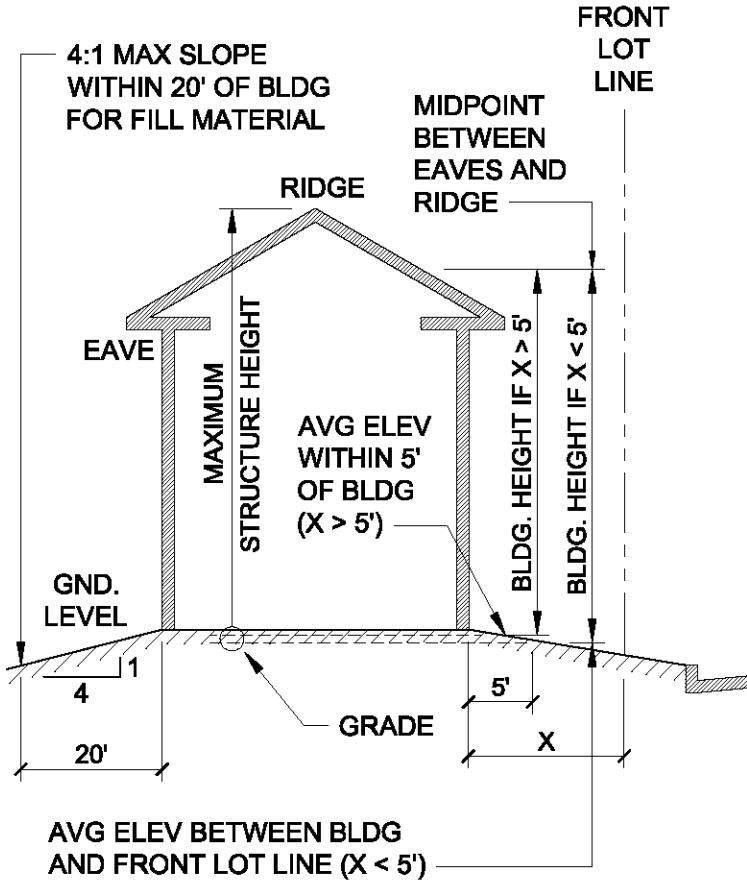 FRONT
LOT
LINE
4:1 MAX SLOPE
WITHIN 20' OF BLDG
FOR FILL MATERIAL
MIDPOINT
BETWEEN
EAVES AND
RIDGE
RIDGE
EAVE
MAXIMUM
STRUCTURE HEIGHT
BLDG. HEIGHT IF X > 5'
BLDG. HEIGHT IF X < 5'
AVG ELEV
WITHIN 5'
OF BLDG
(X > 5')
GND.
LEVEL
1
4
5'
GRADE
20'
X
AVG ELEV BETWEEN BLDG
AND FRONT LOT LINE (X < 5')